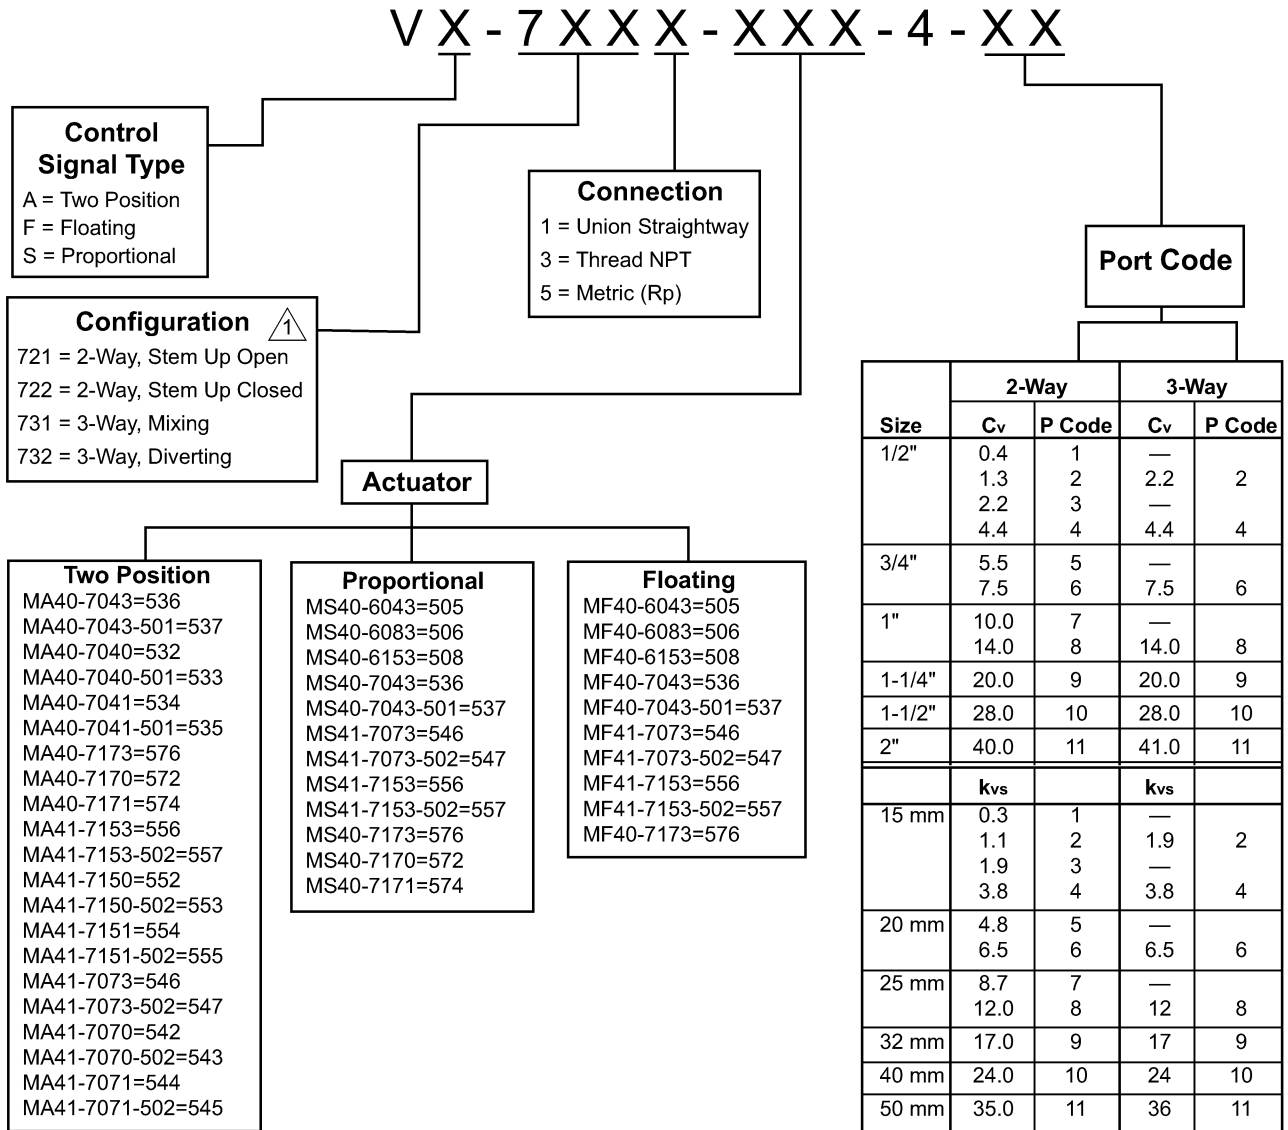 V X - 7 X X X - X X X - 4 - X X
Control
Signal Type
A = Two Position
F = Floating
S = Proportional
Configuration 1
721 = 2-Way, Stem Up Open
722 = 2-Way, Stem Up Closed
731 = 3-Way, Mixing
732 = 3-Way, Diverting
Connection
1 = Union Straightway
3 = Thread NPT
5 = Metric (Rp)
Actuator
Two Position
MA40-7043=536
MA40-7043-501=537
MA40-7040=532
MA40-7040-501=533
MA40-7041=534
MA40-7041-501=535
MA40-7173=576
MA40-7170=572
MA40-7171=574
MA41-7153=556
MA41-7153-502=557
MA41-7150=552
MA41-7150-502=553
MA41-7151=554
MA41-7151-502=555
MA41-7073=546
MA41-7073-502=547
MA41-7070=542
MA41-7070-502=543
MA41-7071=544
MA41-7071-502=545
Proportional
MS40-6043=505
MS40-6083=506
MS40-6153=508
MS40-7043=536
MS40-7043-501=537
MS41-7073=546
MS41-7073-502=547
MS41-7153=556
MS41-7153-502=557
MS40-7173=576
MS40-7170=572
MS40-7171=574
Floating
MF40-6043=505
MF40-6083=506
MF40-6153=508
MF40-7043=536
MF40-7043-501=537
MF41-7073=546
MF41-7073-502=547
MF41-7153=556
MF41-7153-502=557
MF40-7173=576
Port Code
2-Way 3-Way
Size Cv P Code Cv P Code
1/2" 0.4 1 —
1.3 2 2.2 2
2.2 3 —
4.4 4 4.4 4
3/4" 5.5 5 —
7.5 6 7.5 6
1" 10.0 7 —
14.0 8 14.0 8
1-1/4" 20.0 9 20.0 9
1-1/2" 28.0 10 28.0 10
2" 40.0 11 41.0 11
kvs kvs
15 mm 0.3 1 —
1.1 2 1.9 2
1.9 3 —
3.8 4 3.8 4
20 mm 4.8 5 —
6.5 6 6.5 6
25 mm 8.7 7 —
12.0 8 12 8
32 mm 17.0 9 17 9
40 mm 24.0 10 24 10
50 mm 35.0 11 36 11